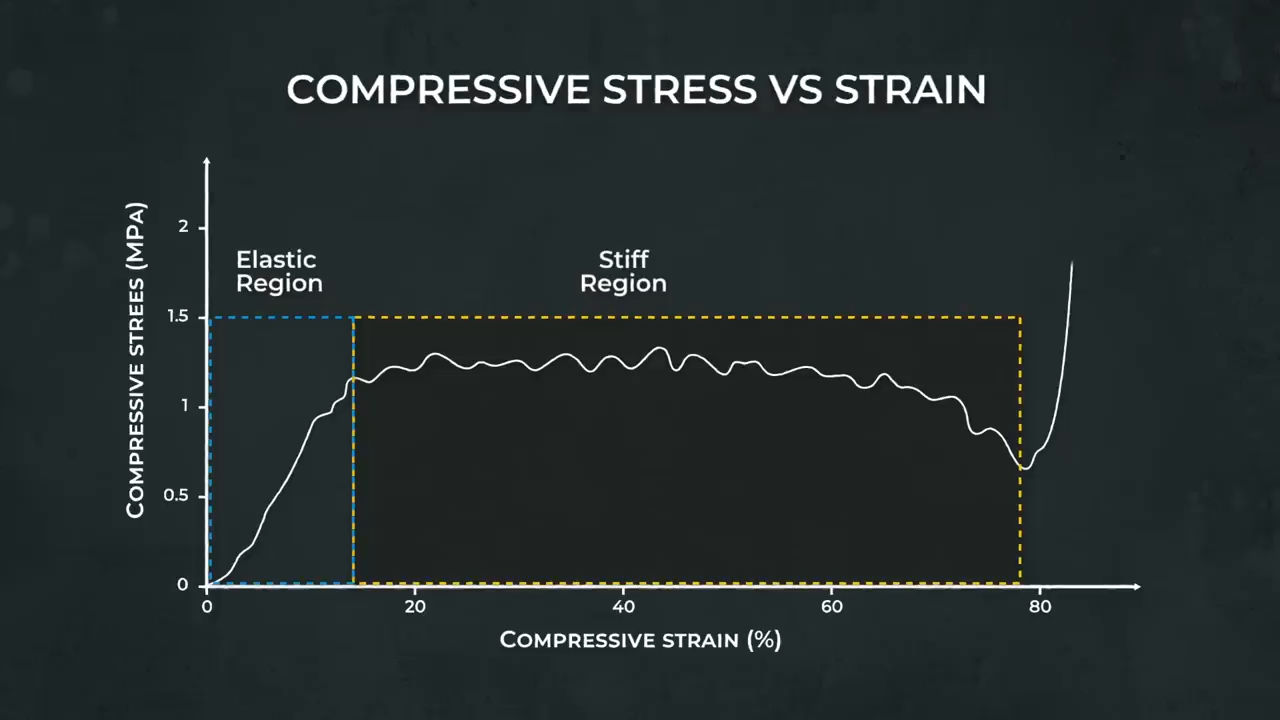 COMPRESSIVE STRESS VS STRAIN
COMPRESSIVE STREES (MPA)
2
1.5
1
0.5
0
Elastic
Region
Stiff
Region
0 20 40 60 80
COMPRESSIVE STRAIN (%)